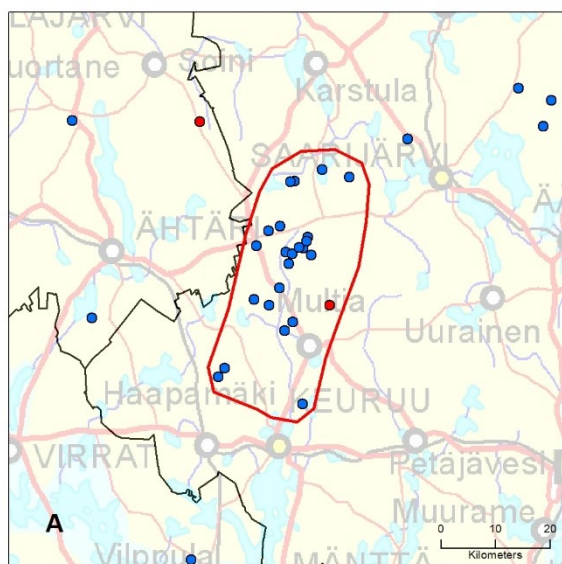 LAJÄRVI
Soini
uortane
Karstula
SAARIJÄRVI
ÄHTÄRI
ÄÄ
Multia
Uurainen
Haapamäki
KEURUU
VIRRAT
Petäjävesi
Muurame
A
Vilppula
MÄNTTÄ
0 10 20
Kilometers